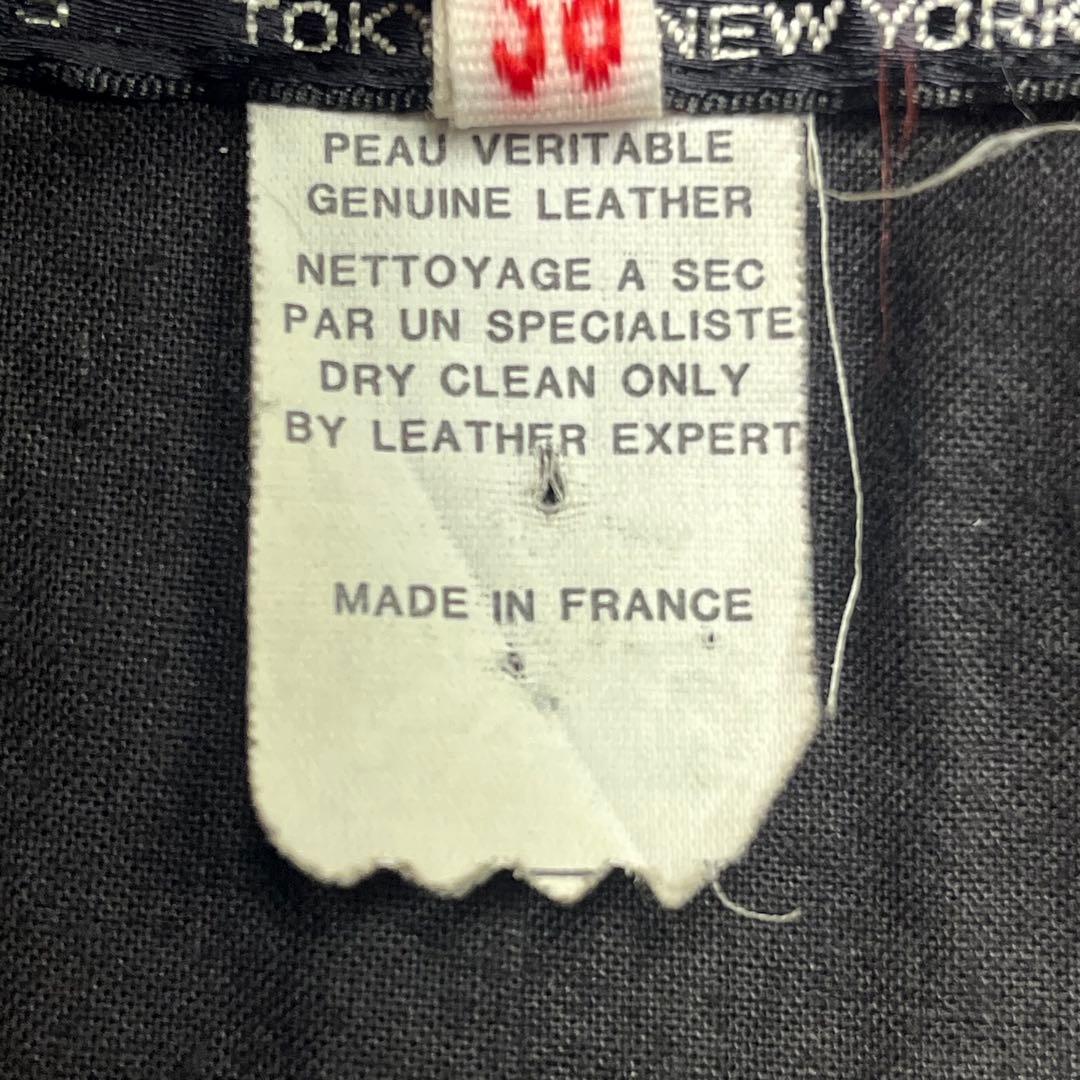 TOK NEW YORK
PEAU VERITABLE
GENUINE LEATHER
NETTOYAGE A SEC
PAR UN SPECIALISTE
DRY CLEAN ONLY
BY LEATHER EXPERT
MADE IN FRANCE